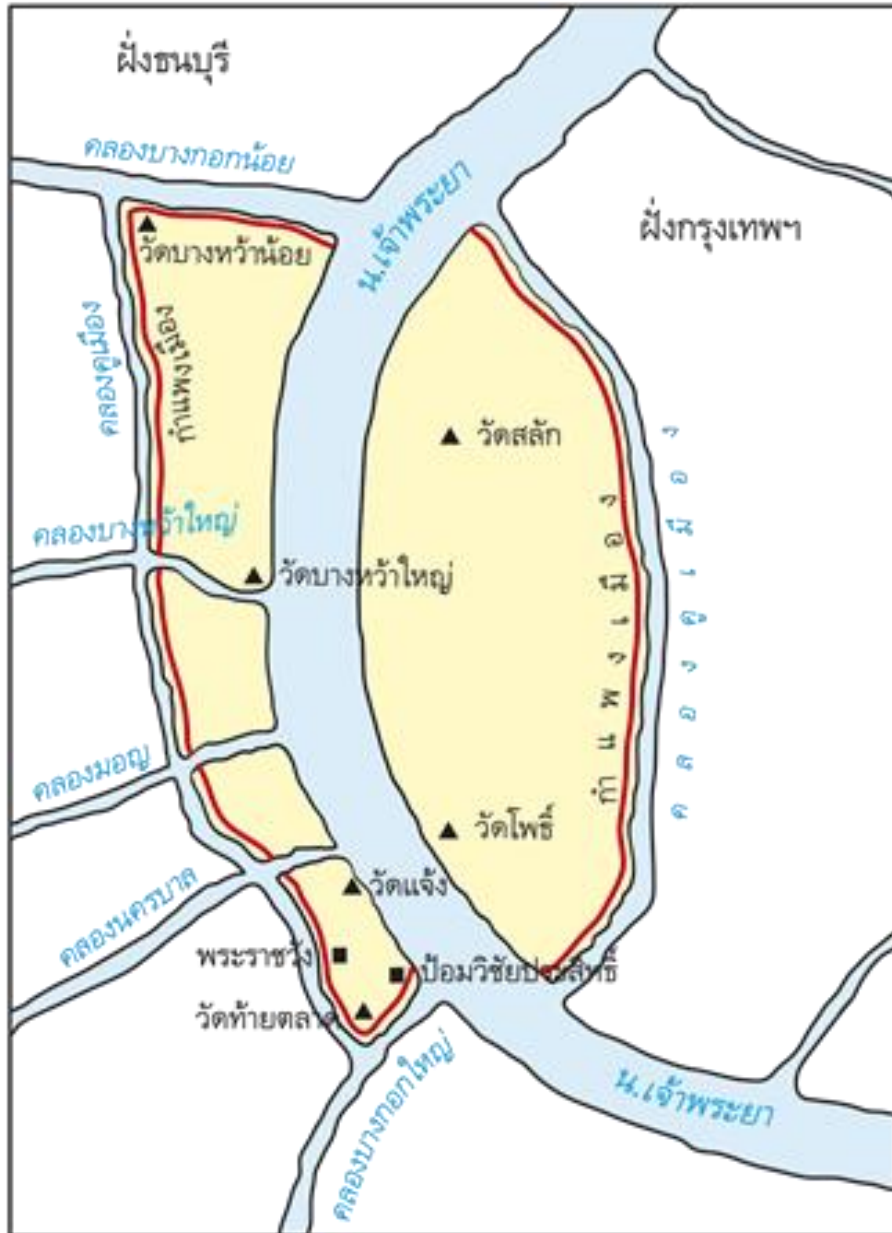 ฝั่งธนบุรี
คลองบางกอกน้อย
น.เจ้าพระยา
ฝั่งกรุงเทพฯ
วัดบางหว้าน้อย
คลองคูเมือง
กำแพงเมือง
วัดสลัก
คลองบางหว้าใหญ่
วัดบางหว้าใหญ่
กำแพงเมือง
คลองคูเมือง
คลองมอญ
วัดโพธิ์
วัดแจ้ง
คลองนครบาล
พระราชวัง
ป้อมวิชัยประสิทธิ์
วัดท้ายตลาด
คลองบางกอกใหญ่
น.เจ้าพระยา